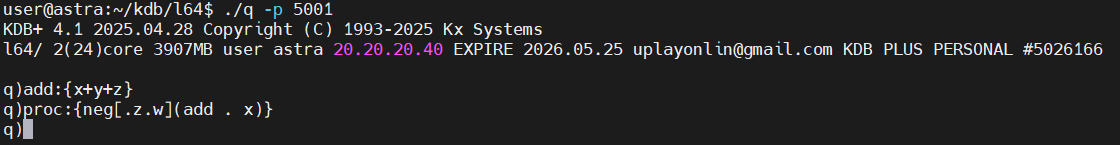 user@astra:~/kdb/l64$ ./q -p 5001
KDB+ 4.1 2025.04.28 Copyright (C) 1993-2025 Kx Systems
l64/ 2(24)core 3907MB user astra 20.20.20.40 EXPIRE 2026.05.25 uplayonlin@gmail.com KDB PLUS PERSONAL #5026166

q)add:{x+y+z}
q)proc:{neg[.z.w](add . x)}
q)